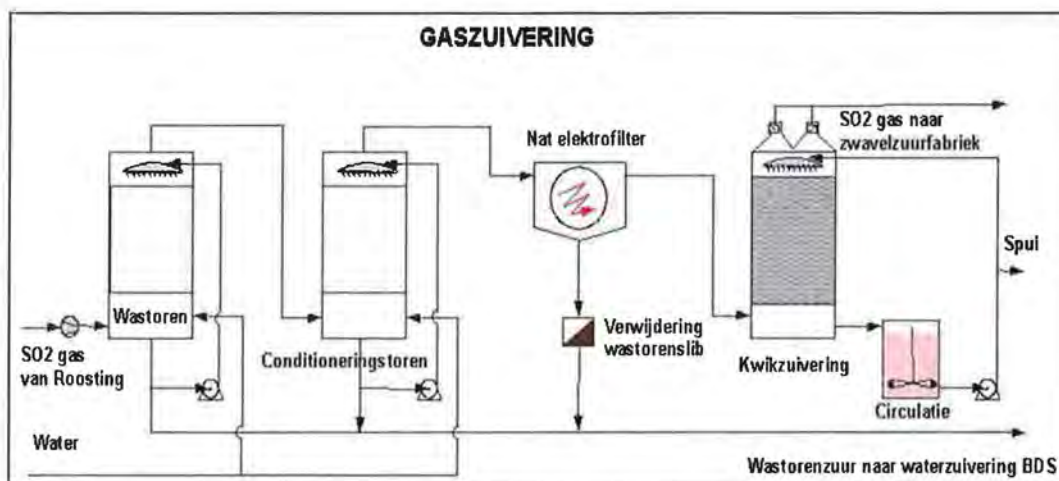 GASZUIVERING
SO2 gas naar
zwavelzuurfabriek
Nat elektrofilter
Spui
Wastoren
SO2 gas
van Roosting
Conditioneringstoren
Verwijdering
wastorenslib
Kwikzuivering
Circulatie
Water
Wastorenzuur naar waterzuivering BDS